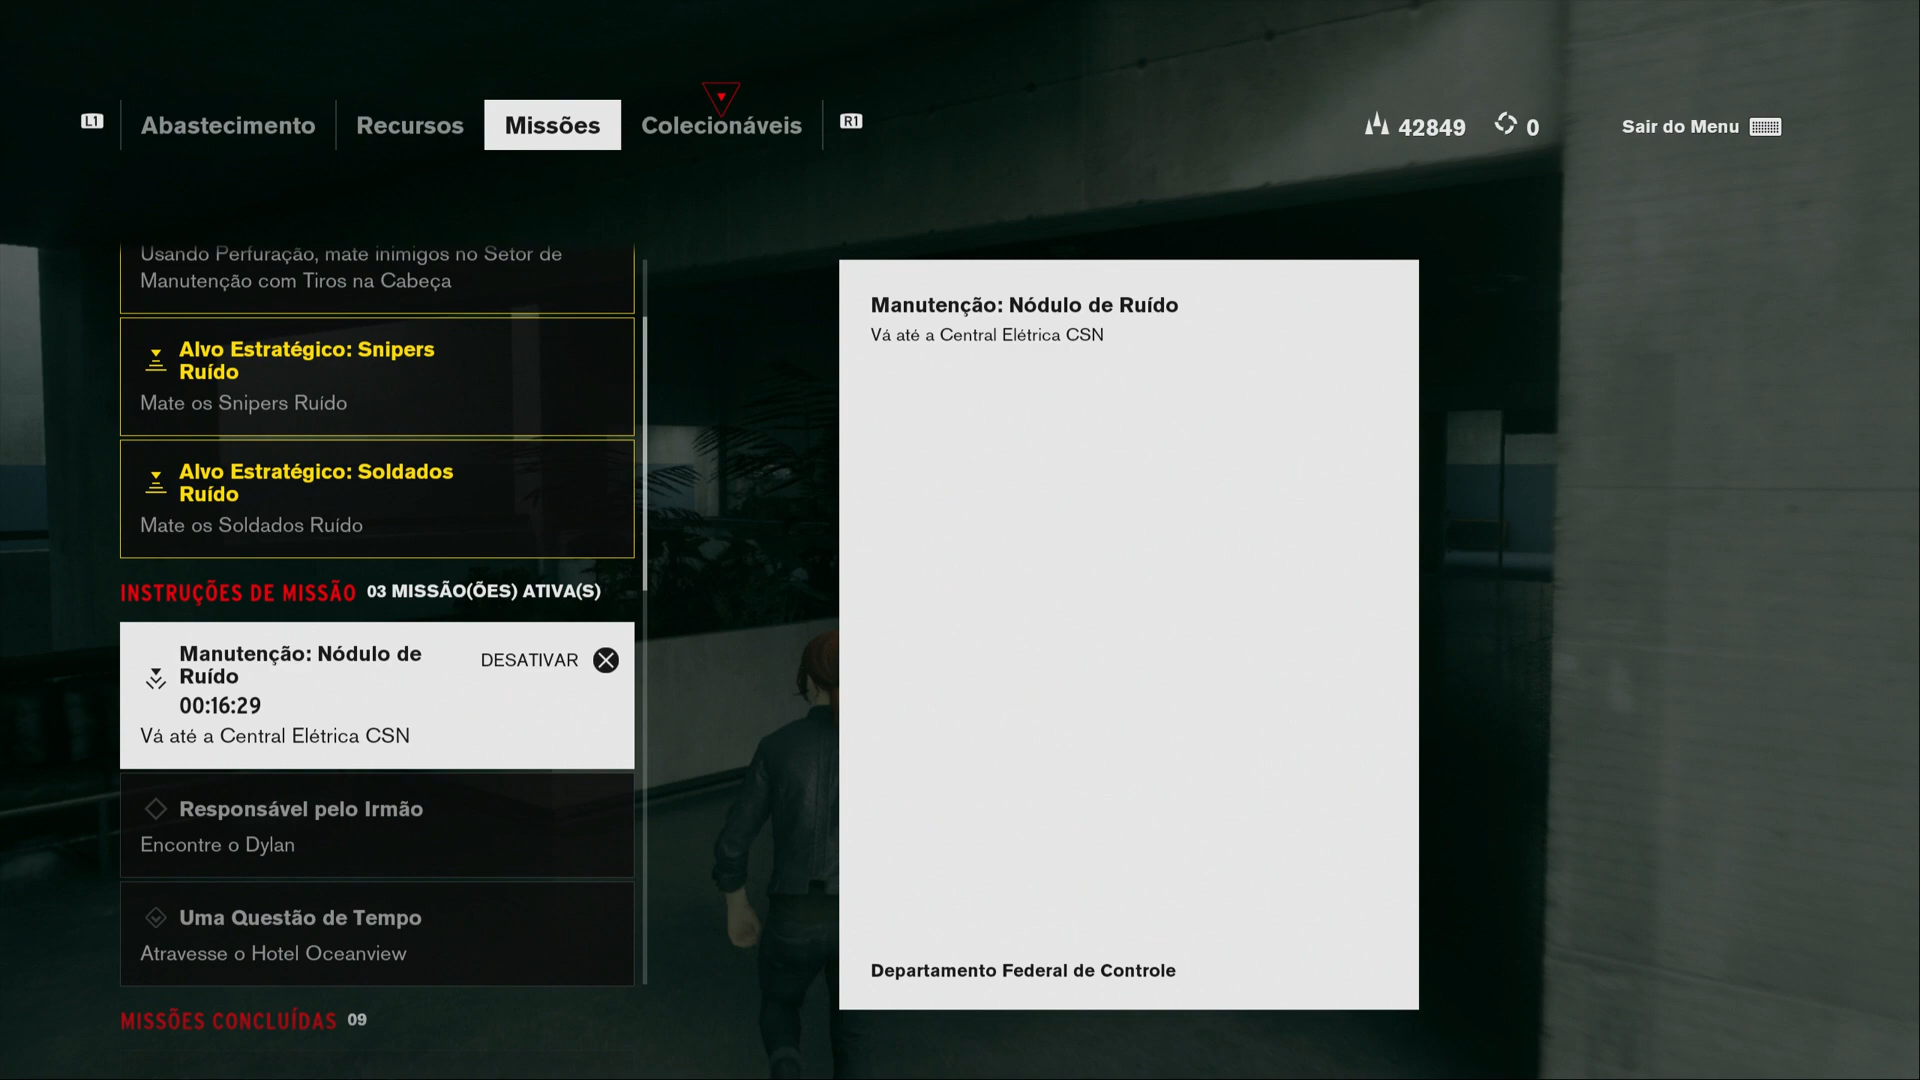 L1
Abastecimento
Recursos
Missões
Colecionáveis
R1
42849
0
Sair do Menu
Usando Perfuração, mate inimigos no Setor de
Manutenção com Tiros na Cabeça
Alvo Estratégico: Snipers
Ruído
Mate os Snipers Ruído
Alvo Estratégico: Soldados
Ruído
Mate os Soldados Ruído
INSTRUÇÕES DE MISSÃO 03 MISSÃO(ÕES) ATIVA(S)
Manutenção: Nódulo de
Ruído
DESATIVAR
00:16:29
Vá até a Central Elétrica CSN
Responsável pelo Irmão
Encontre o Dylan
Uma Questão de Tempo
Atravesse o Hotel Oceanview
MISSÕES CONCLUÍDAS 09
Manutenção: Nódulo de Ruído
Vá até a Central Elétrica CSN
Departamento Federal de Controle